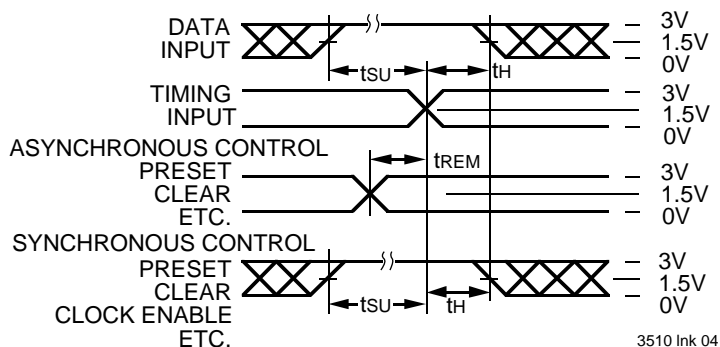 DATA
INPUT
tSU
tH
3V
1.5V
0V
TIMING
INPUT
3V
1.5V
0V
ASYNCHRONOUS CONTROL
PRESET
CLEAR
ETC.
tREM
3V
1.5V
0V
SYNCHRONOUS CONTROL
PRESET
CLEAR
CLOCK ENABLE
ETC.
tSU
tH
3V
1.5V
0V
3510 lnk 04